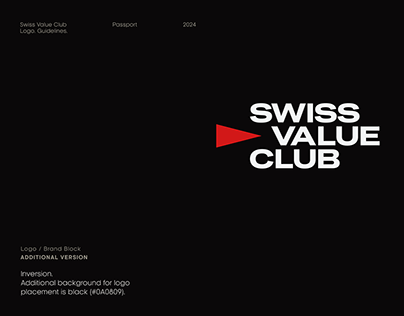 Swiss Value Club
Logo. Guidelines.
Passport
2024
SWISS
VALUE
CLUB
Logo / Brand Block
ADDITIONAL VERSION
Inversion.
Additional background for logo
placement is black (#0A0809).